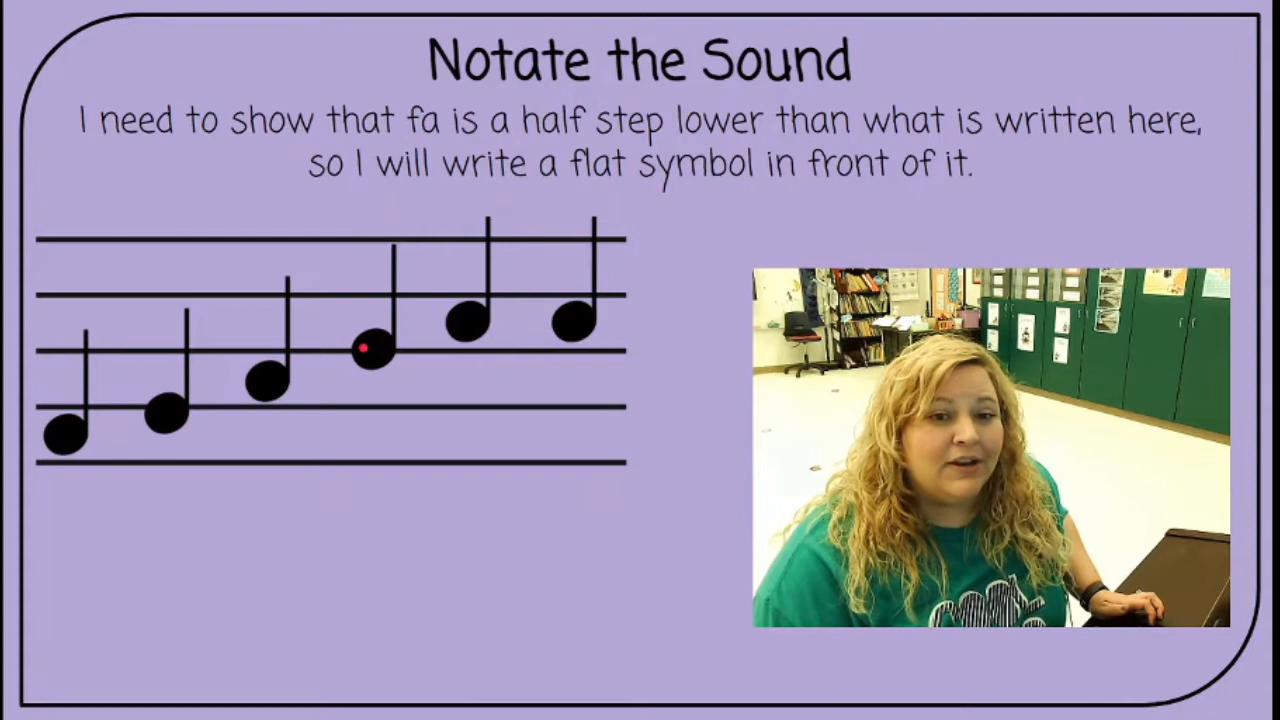 Notate the Sound
I need to show that fa is a half step lower than what is written here,
so I will write a flat symbol in front of it.
COOL